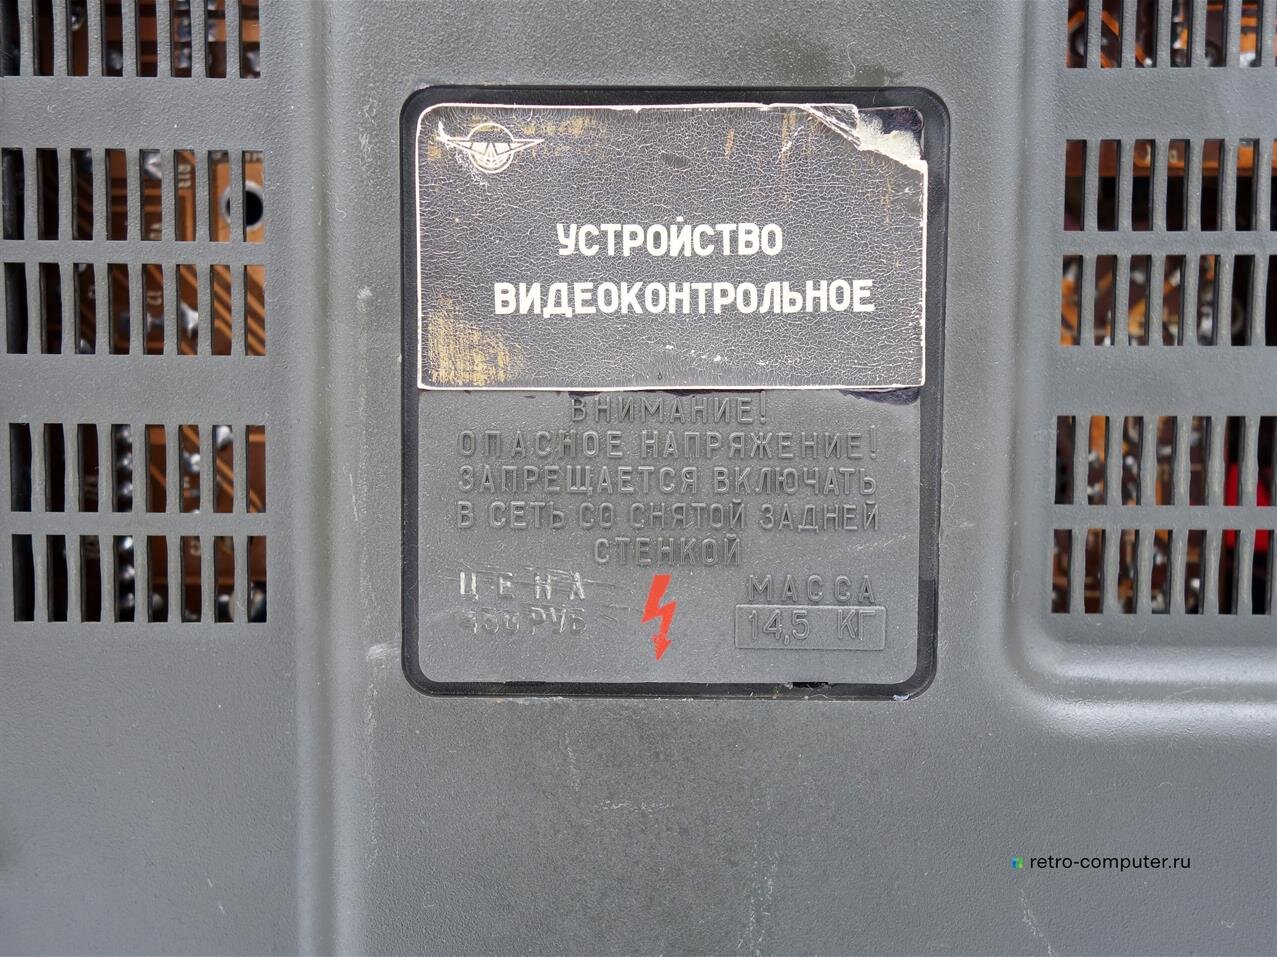 УСТРОЙСТВО
ВИДЕОКОНТРОЛЬНОЕ
ВНИМАНИЕ!
ОПАСНОЕ НАПРЯЖЕНИЕ!
ЗАПРЕЩАЕТСЯ ВКЛЮЧАТЬ
В СЕТЬ СО СНЯТОЙ ЗАДНЕЙ
СТЕНКОЙ
ЦЕНА
РУБ
МАССА
14,5 КГ
retro-computer.ru